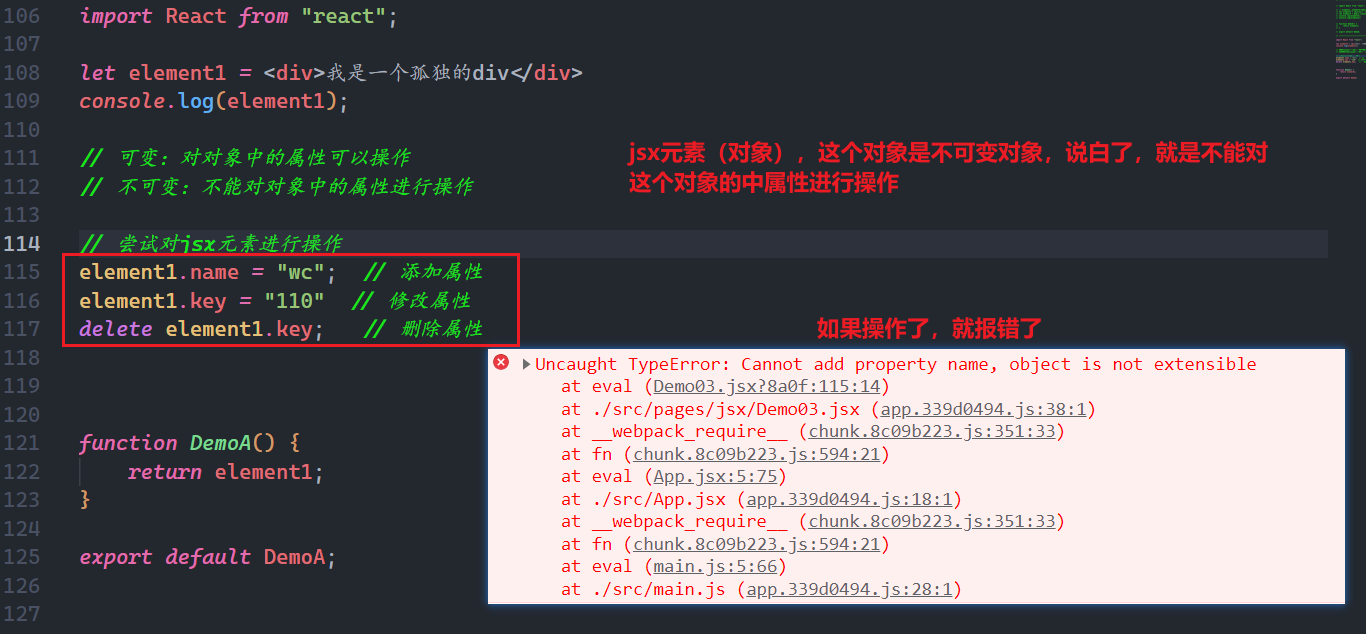 106 import React from "react";
107
108 let element1 = <div>我是一个孤独的div</div>
109 console.log(element1);
110
111 // 可变：对对象中的属性可以操作
112 // 不可变：不能对对象中的属性进行操作
jsx元素（对象），这个对象是不可变对象，说白了，就是不能对
这个对象的中属性进行操作
113
114 // 尝试对jsx元素进行操作
115 element1.name = "wc"; // 添加属性
116 element1.key = "110" // 修改属性
117 delete element1.key; // 删除属性
如果操作了，就报错了
118
119
120
121 function DemoA() {
122 return element1;
123 }
124
125 export default DemoA;
126
127
Uncaught TypeError: Cannot add property name, object is not extensible
at eval (Demo03.jsx?8a0f:115:14)
at ./src/pages/jsx/Demo03.jsx (app.339d0494.js:38:1)
at __webpack_require__ (chunk.8c09b223.js:351:33)
at fn (chunk.8c09b223.js:594:21)
at eval (App.jsx:5:75)
at ./src/App.jsx (app.339d0494.js:18:1)
at __webpack_require__ (chunk.8c09b223.js:351:33)
at fn (chunk.8c09b223.js:594:21)
at eval (main.js:5:66)
at ./src/main.js (app.339d0494.js:28:1)